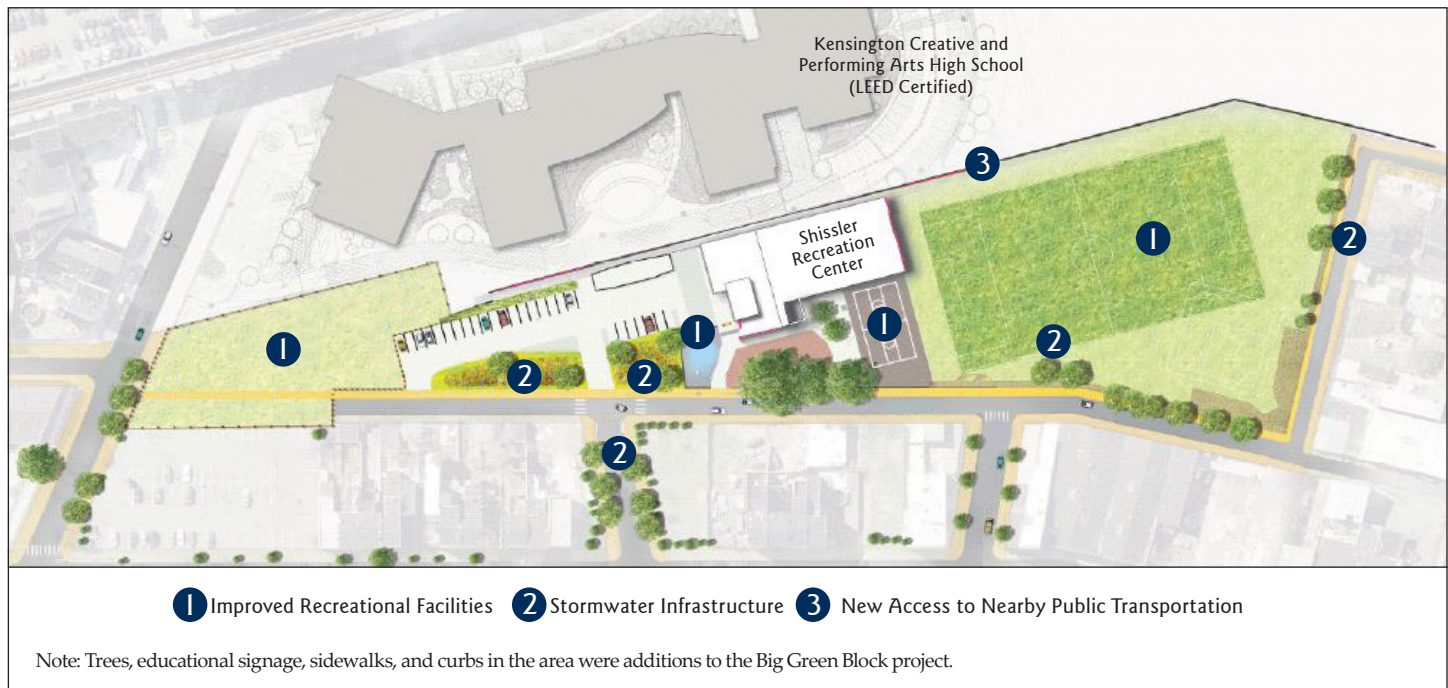 Kensington Creative and
Performing Arts High School
(LEED Certified)
3
1
2
Shissler
Recreation
Center
1
1
1
2
2
2
2
1 Improved Recreational Facilities 2 Stormwater Infrastructure 3 New Access to Nearby Public Transportation
Note: Trees, educational signage, sidewalks, and curbs in the area were additions to the Big Green Block project.